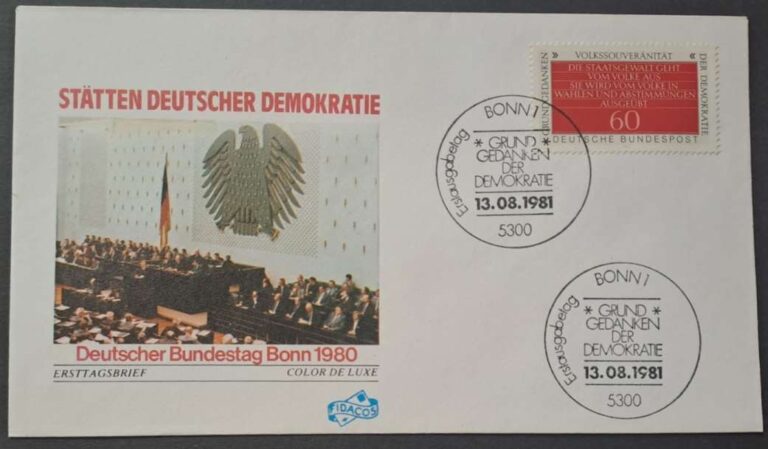 STÄTTEN DEUTSCHER DEMOKRATIE
Deutscher Bundestag Bonn 1980
ERSTTAGSBRIEF
COLOR DE LUXE
FIDACOS
» VOLKSSOUVERÄNITÄT «
GRUNDGEDANKEN
DER DEMOKRATIE
DIE STAATSGEWALT GEHT
VOM VOLKE AUS
SIE WIRD VOM VOLKE IN
WAHLEN UND ABSTIMMUNGEN
AUSGEÜBT
60
DEUTSCHE BUNDESPOST
BONN 1
Erstausgabetag
* GRUND *
GEDANKEN
DER
DEMOKRATIE
13.08.1981
5300
BONN 1
Erstausgabetag
* GRUND *
GEDANKEN
DER
DEMOKRATIE
13.08.1981
5300